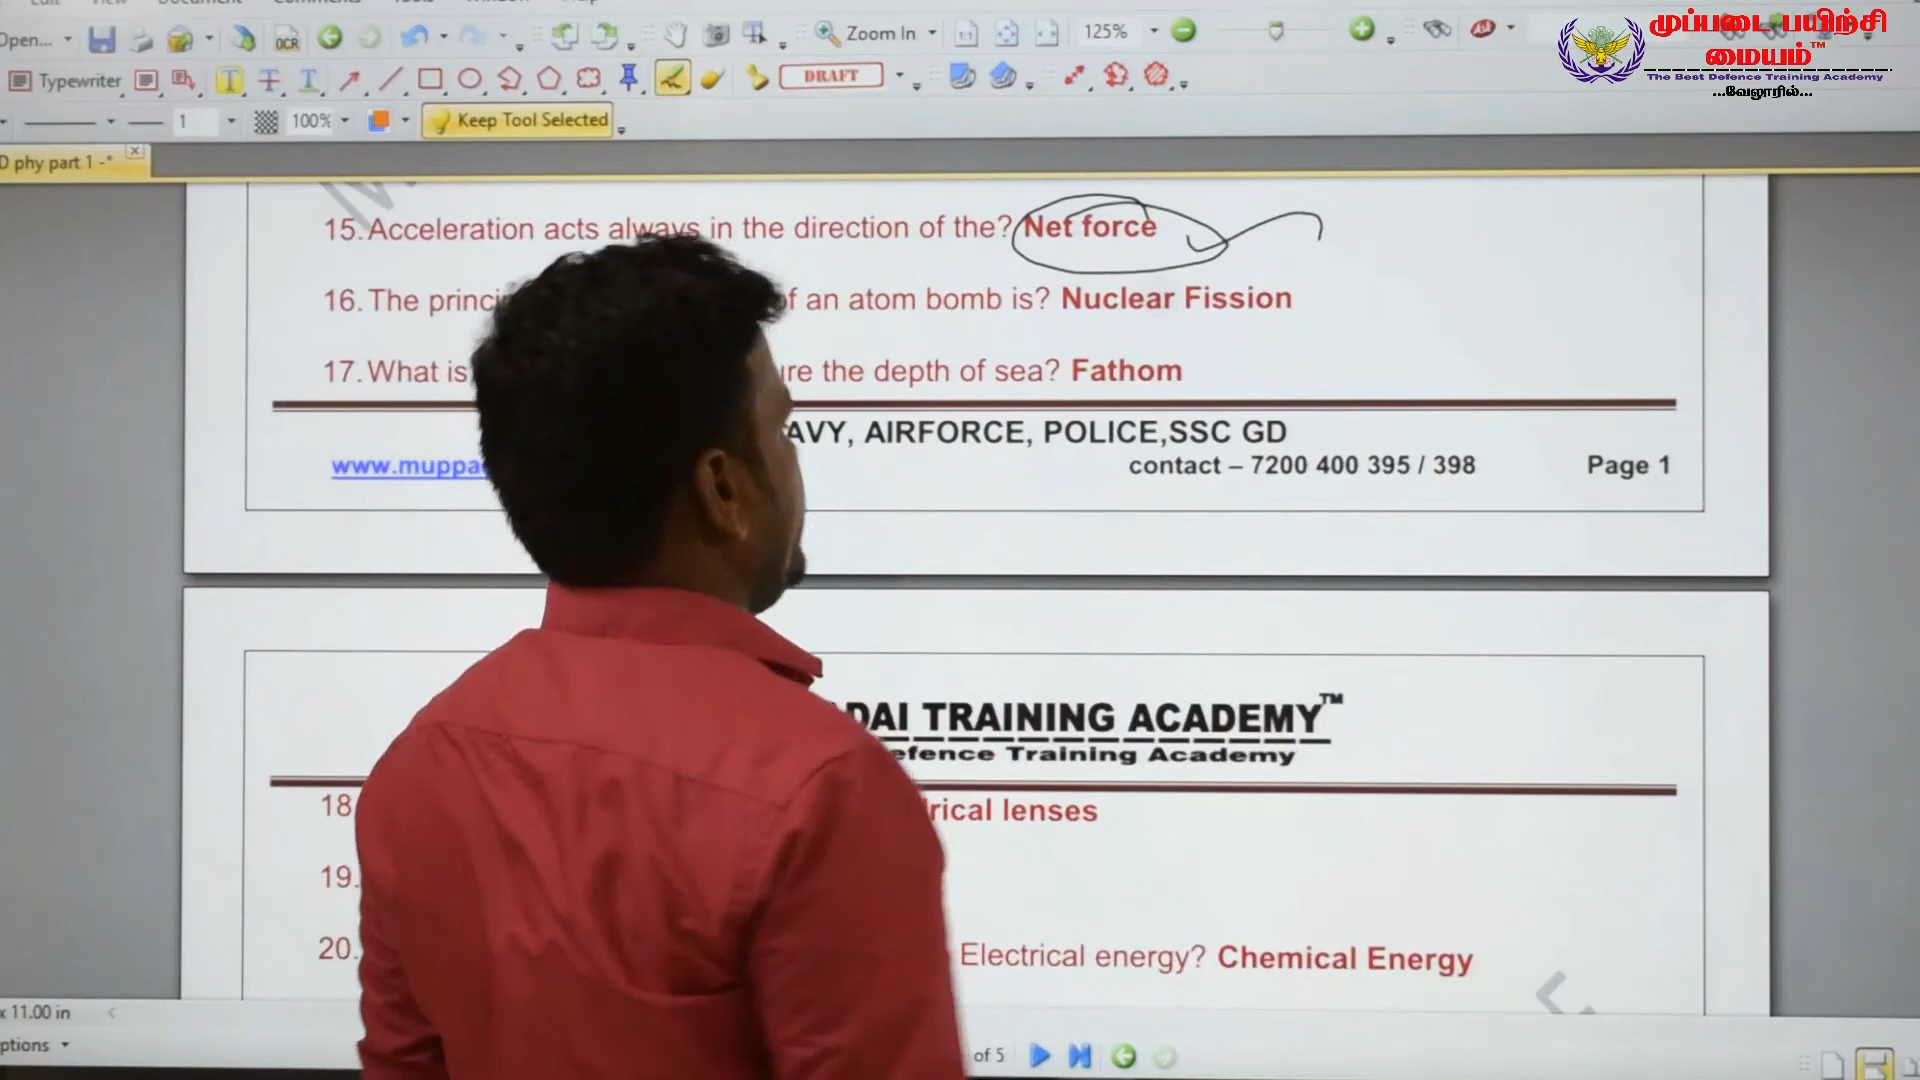 Open...
OCR
Zoom In
125%
முப்படை பயிற்சி
மையம்™
The Best Defence Training Academy
...வேலூரில்...
Typewriter
T T T
DRAFT
1
100%
Keep Tool Selected
D phy part 1 -*
15. Acceleration acts always in the direction of the? Net force
16. The princi f an atom bomb is? Nuclear Fission
17. What is re the depth of sea? Fathom
AVY, AIRFORCE, POLICE,SSC GD
www.muppa
contact – 7200 400 395 / 398
Page 1
DAI TRAINING ACADEMY™
efence Training Academy
18 rical lenses
19.
20. Electrical energy? Chemical Energy
x 11.00 in
ptions
of 5